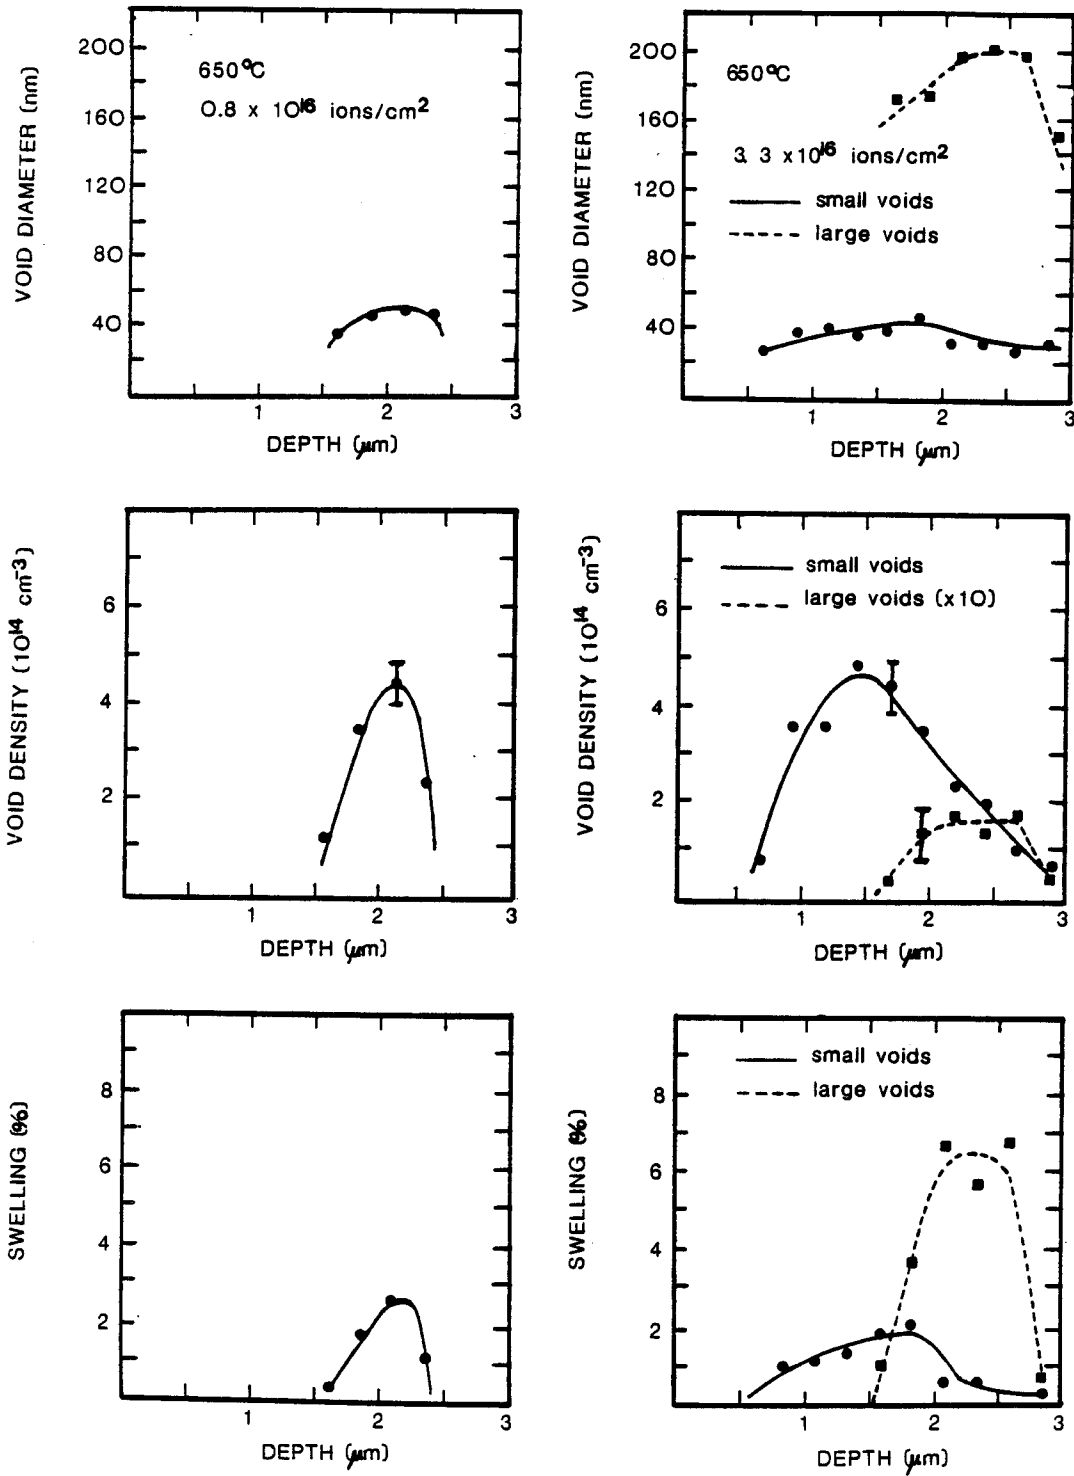 VOID DIAMETER (nm)
200
160
120
80
40
650°C
0.8 x 10^16 ions/cm^2
1 2 3
DEPTH (μm)
VOID DIAMETER (nm)
200
160
120
80
40
650°C
3.3 x10^16 ions/cm^2
small voids
large voids
1 2 3
DEPTH (μm)
VOID DENSITY (10^14 cm^-3)
6
4
2
1 2 3
DEPTH (μm)
VOID DENSITY (10^14 cm^-3)
6
4
2
small voids
large voids (x10)
1 2 3
DEPTH (μm)
SWELLING (%)
8
6
4
2
1 2 3
DEPTH (μm)
SWELLING (%)
8
6
4
2
small voids
large voids
1 2 3
DEPTH (μm)